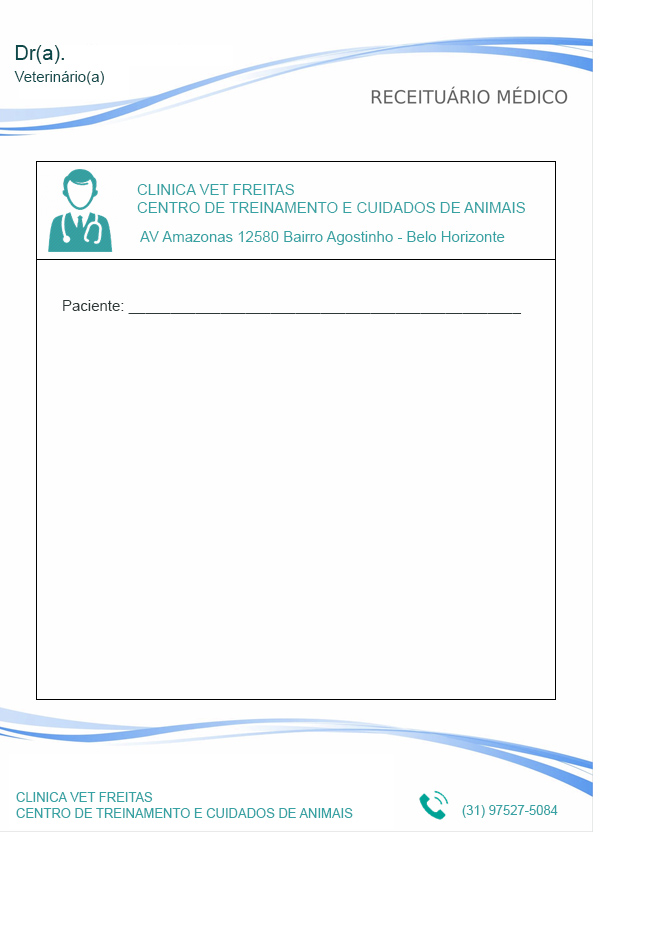 Dr(a).
Veterinário(a)
RECEITUÁRIO MÉDICO
CLINICA VET FREITAS
CENTRO DE TREINAMENTO E CUIDADOS DE ANIMAIS
AV Amazonas 12580 Bairro Agostinho - Belo Horizonte
Paciente: _______________________________________________
CLINICA VET FREITAS
CENTRO DE TREINAMENTO E CUIDADOS DE ANIMAIS
(31) 97527-5084